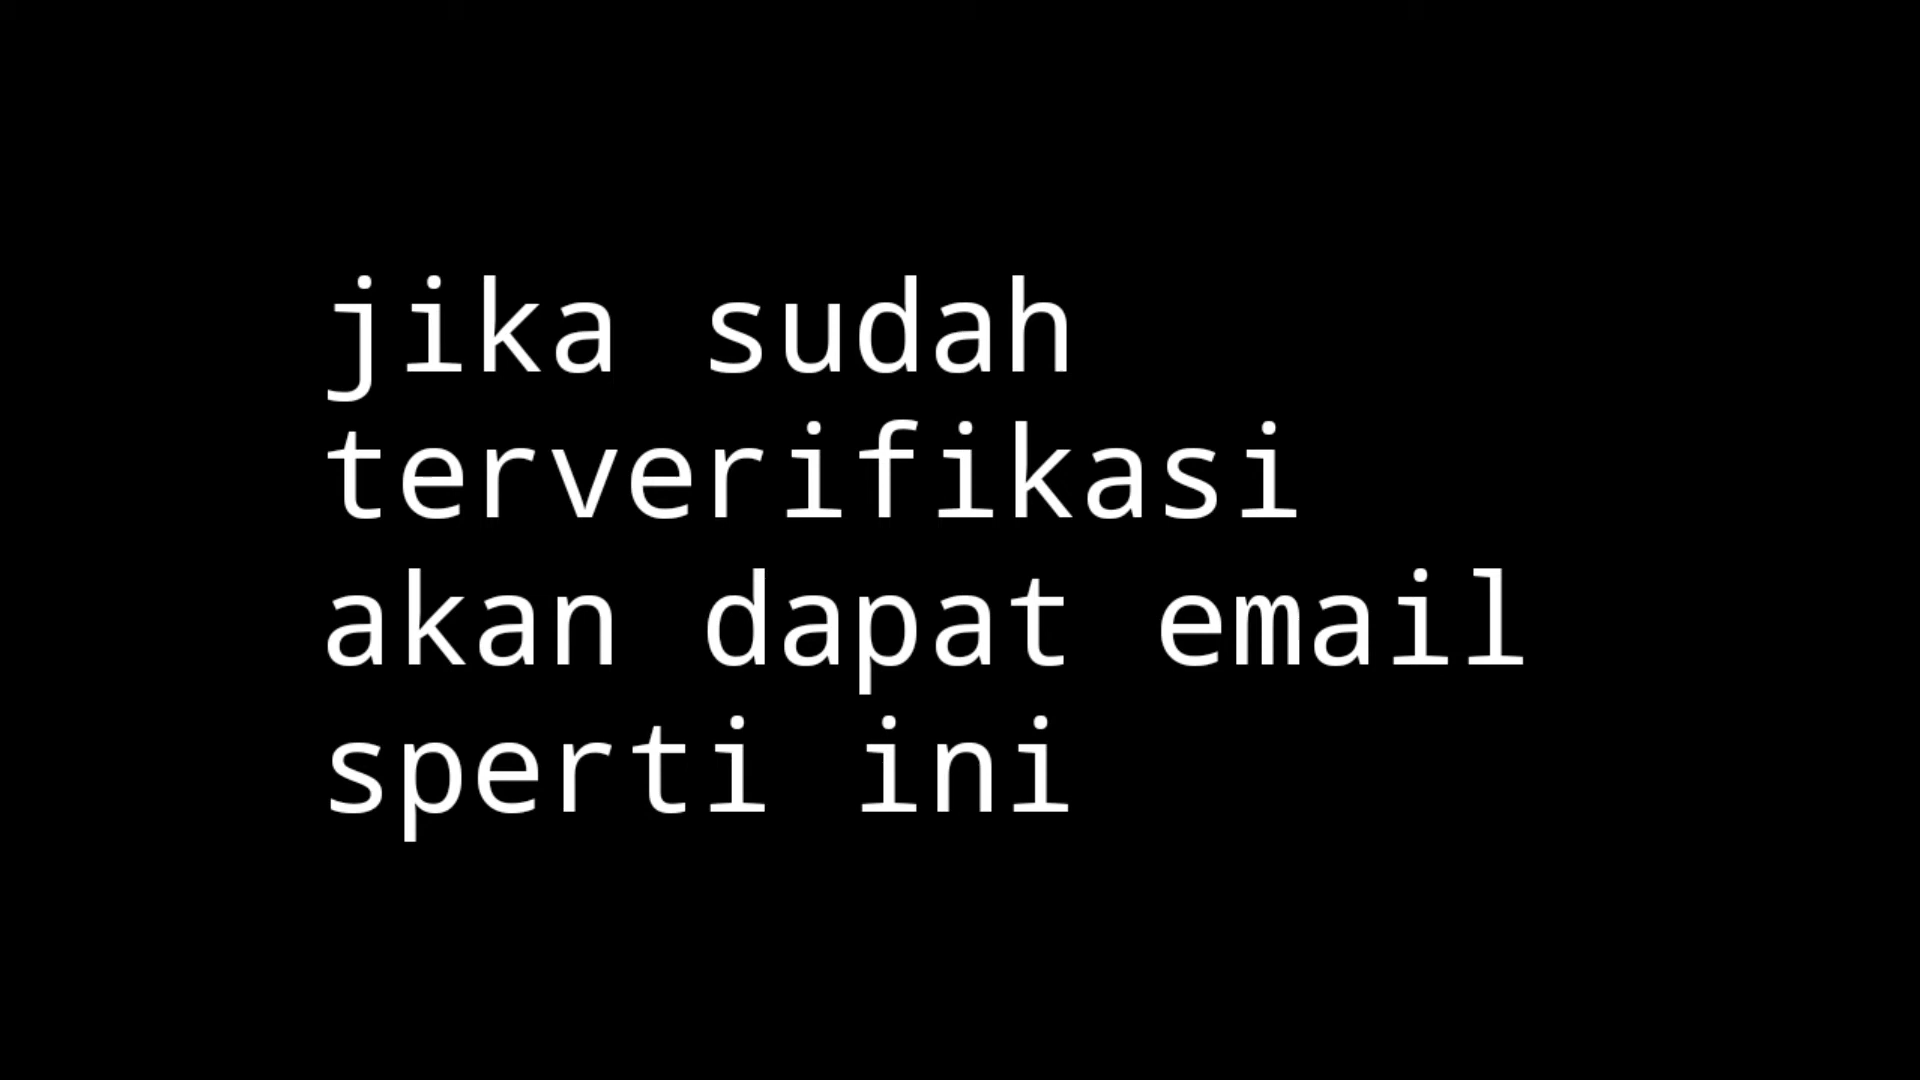 jika sudah
terverifikasi
akan dapat email
sperti ini